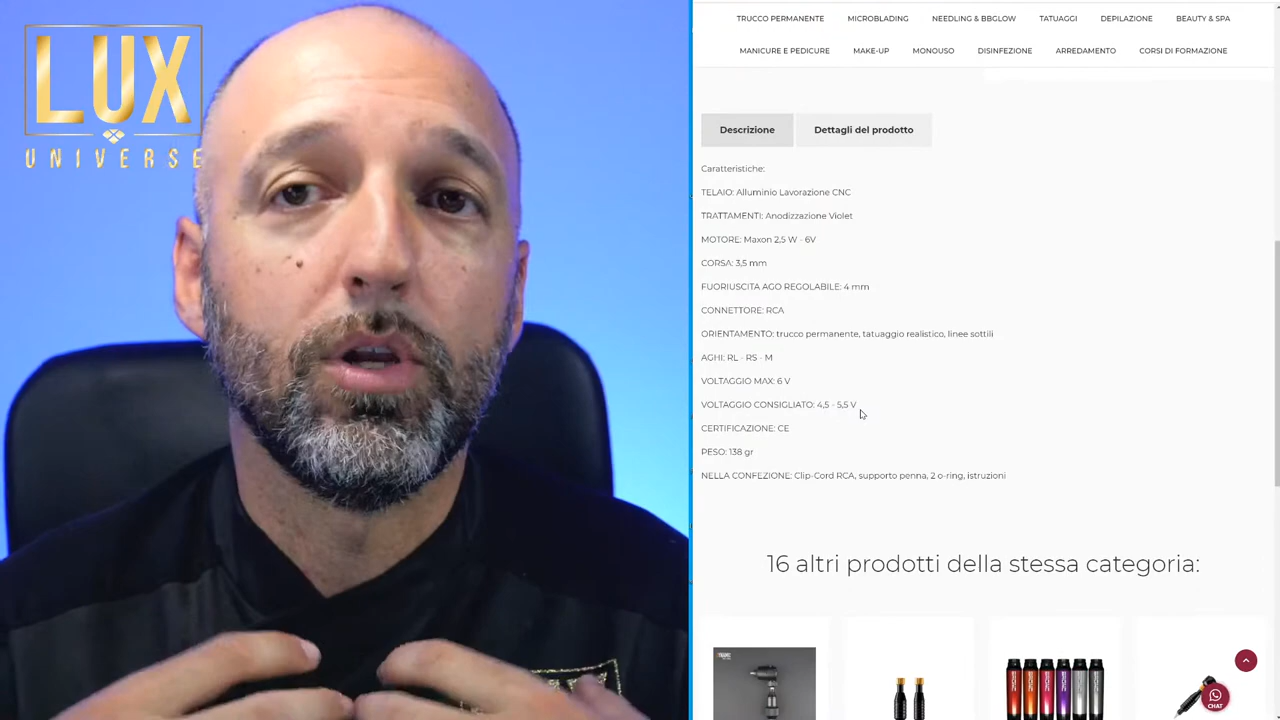 LUX
UNIVERSE
TRUCCO PERMANENTE MICROBLADING NEEDLING & BBGLOW TATUAGGI DEPILAZIONE BEAUTY & SPA
MANICURE E PEDICURE MAKE-UP MONOUSO DISINFEZIONE ARREDAMENTO CORSI DI FORMAZIONE
Descrizione Dettagli del prodotto
Caratteristiche:
TELAIO: Alluminio Lavorazione CNC
TRATTAMENTI: Anodizzazione Violet
MOTORE: Maxon 2,5 W - 6V
CORSA: 3,5 mm
FUORIUSCITA AGO REGOLABILE: 4 mm
CONNETTORE: RCA
ORIENTAMENTO: trucco permanente, tatuaggio realistico, linee sottili
AGHI: RL - RS - M
VOLTAGGIO MAX: 6 V
VOLTAGGIO CONSIGLIATO: 4,5 - 5,5 V
CERTIFICAZIONE: CE
PESO: 138 gr
NELLA CONFEZIONE: Clip-Cord RCA, supporto penna, 2 o-ring, istruzioni
16 altri prodotti della stessa categoria:
CHAT